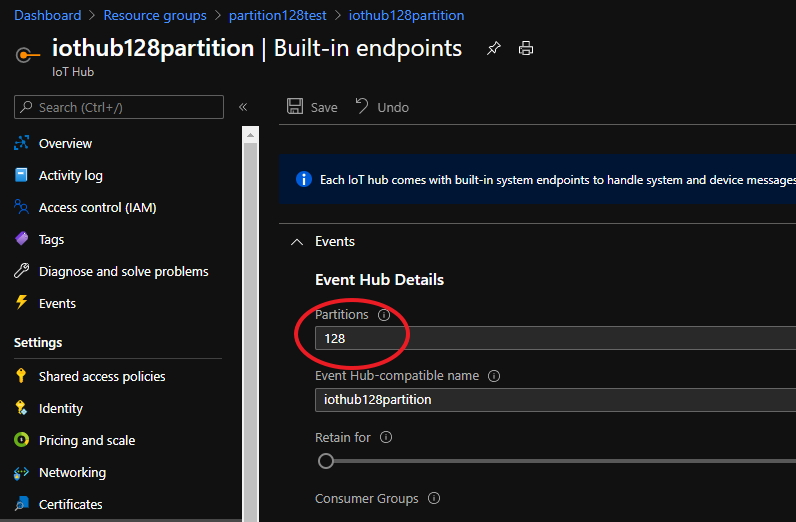 Dashboard > Resource groups > partition128test > iothub128partition
iothub128partition | Built-in endpoints
IoT Hub
Search (Ctrl+/)
«
Save
Undo
Overview
Activity log
Access control (IAM)
Tags
Diagnose and solve problems
Events
Settings
Shared access policies
Identity
Pricing and scale
Networking
Certificates
Each IoT hub comes with built-in system endpoints to handle system and device messages
Events
Event Hub Details
Partitions
128
Event Hub-compatible name
iothub128partition
Retain for
Consumer Groups